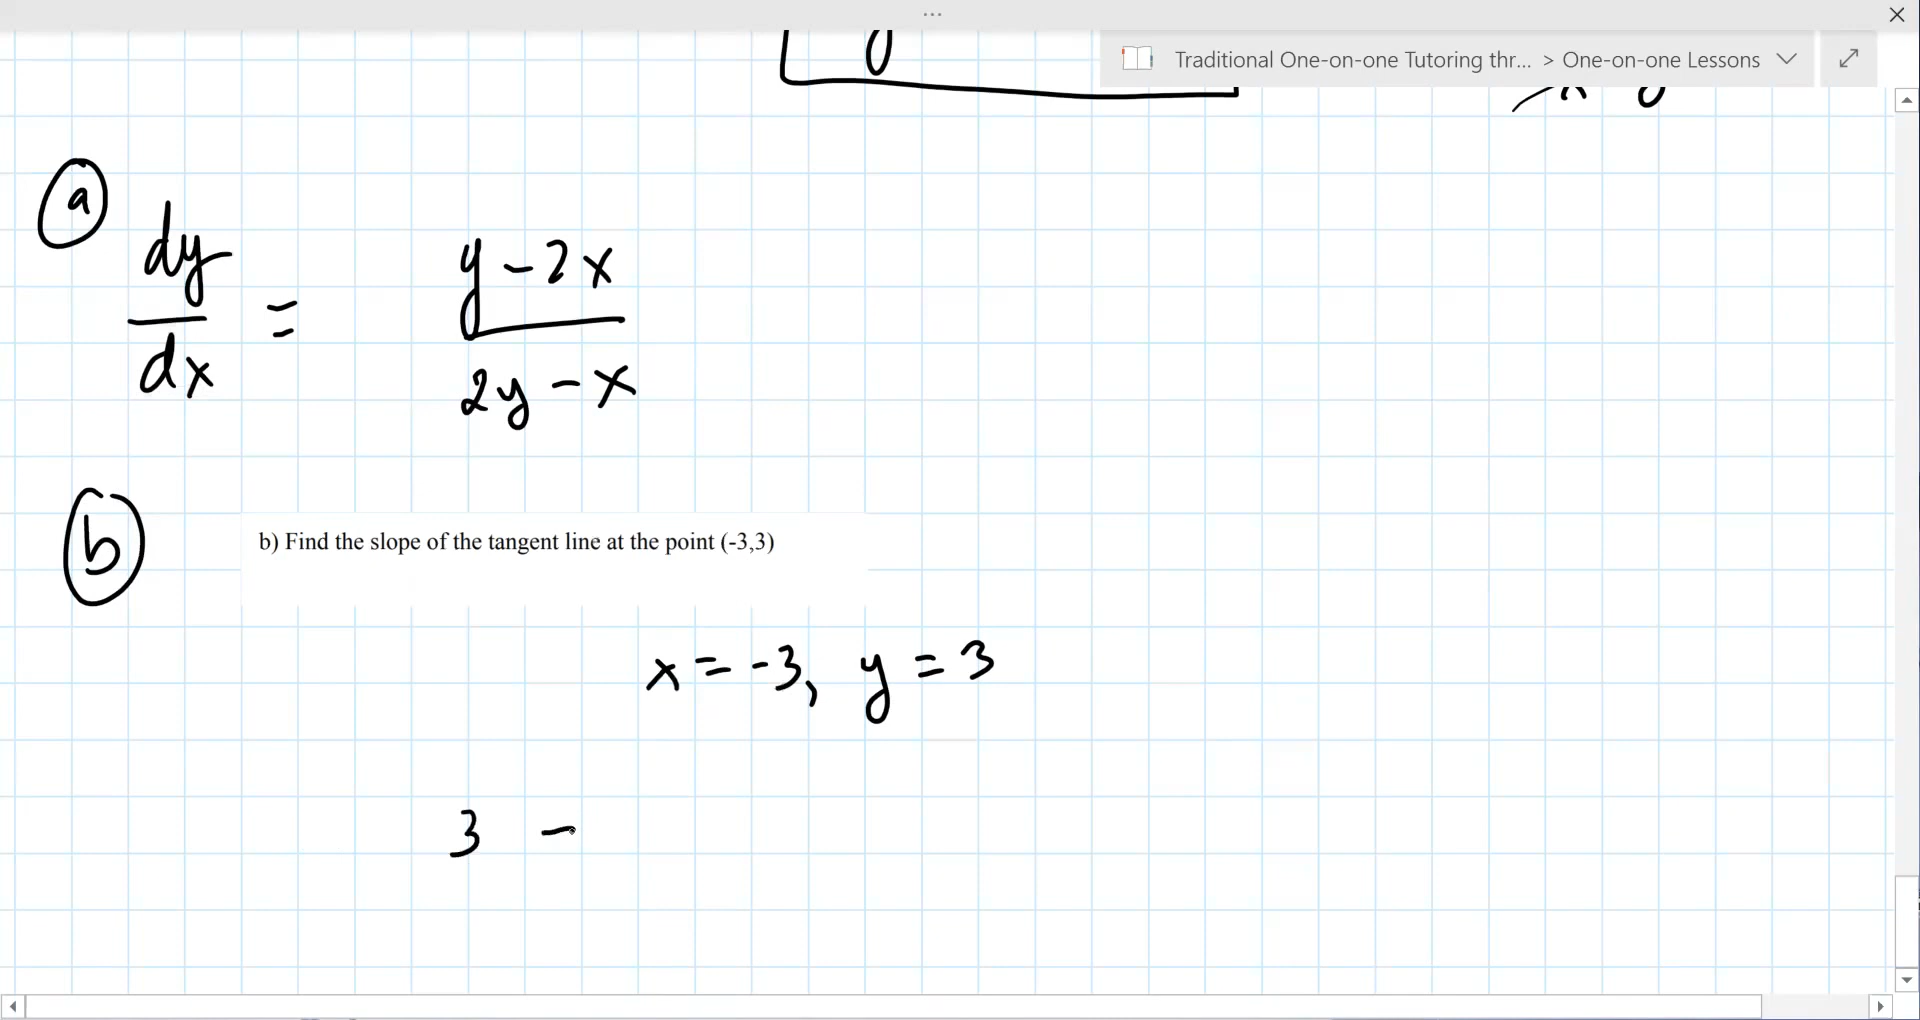 Traditional One-on-one Tutoring thr... > One-on-one Lessons
a
dy/dx = y - 2x / 2y - x
b
b) Find the slope of the tangent line at the point (-3,3)
x = -3, y = 3
3 -